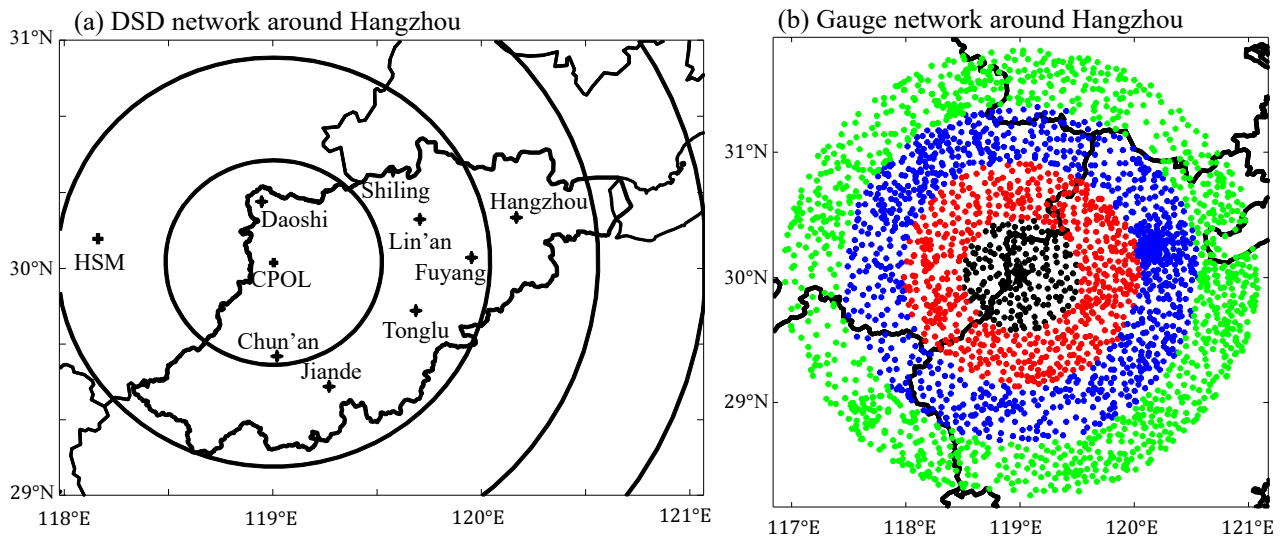 (a) DSD network around Hangzhou
31°N
30°N
29°N
118°E
119°E
120°E
121°E
Shiling
Hangzhou
Daoshi
Lin'an
HSM
CPOL
Fuyang
Tonglu
Chun'an
Jiande
(b) Gauge network around Hangzhou
31°N
30°N
29°N
117°E
118°E
119°E
120°E
121°E